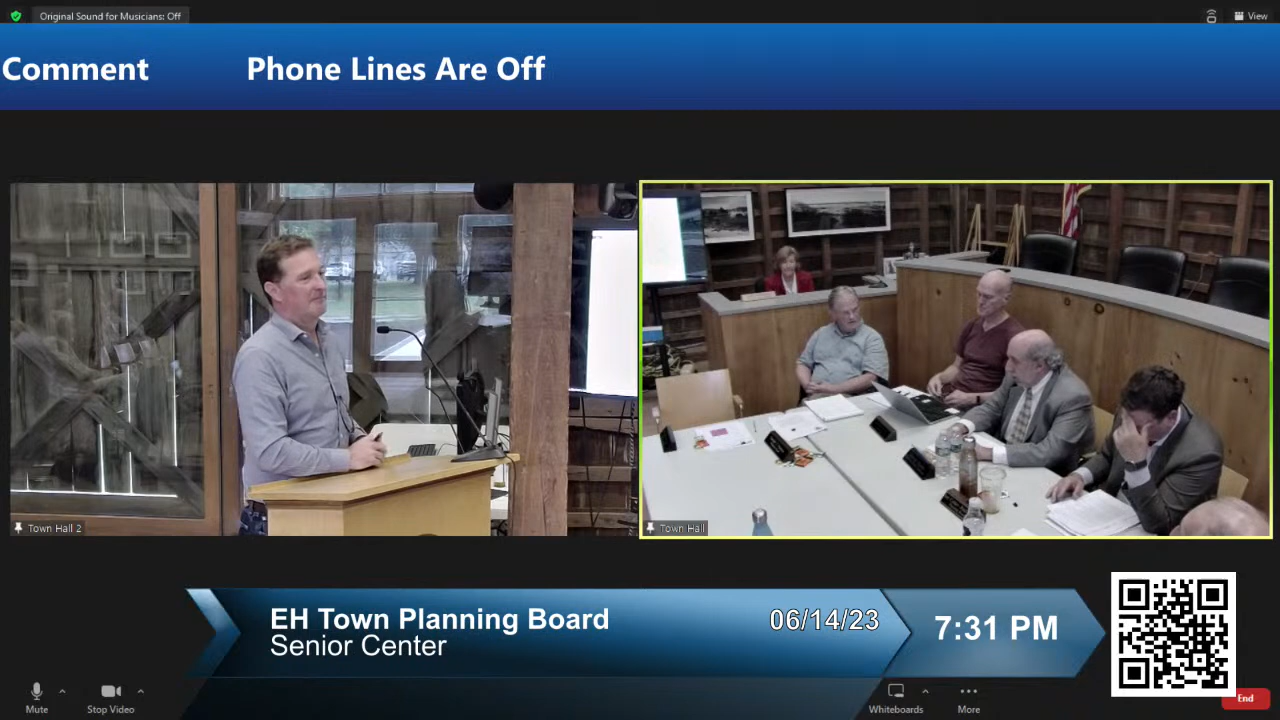 Original Sound for Musicians: Off
View
Comment Phone Lines Are Off
Town Hall 2
Town Hall
EH Town Planning Board
Senior Center
06/14/23
7:31 PM
Mute
Stop Video
Whiteboards
More
End